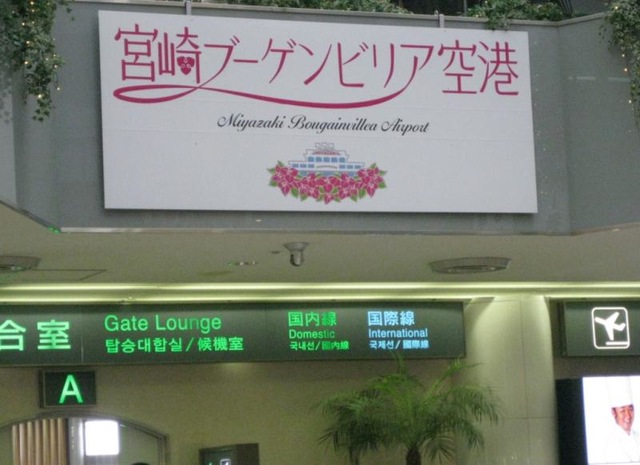 宮崎ブーゲンビリア空港
Miyazaki Bougainvillea Airport
合室
Gate Lounge
탑승대합실/候機室
国内線
Domestic
국내선/國內線
国際線
International
국제선/國際線
A